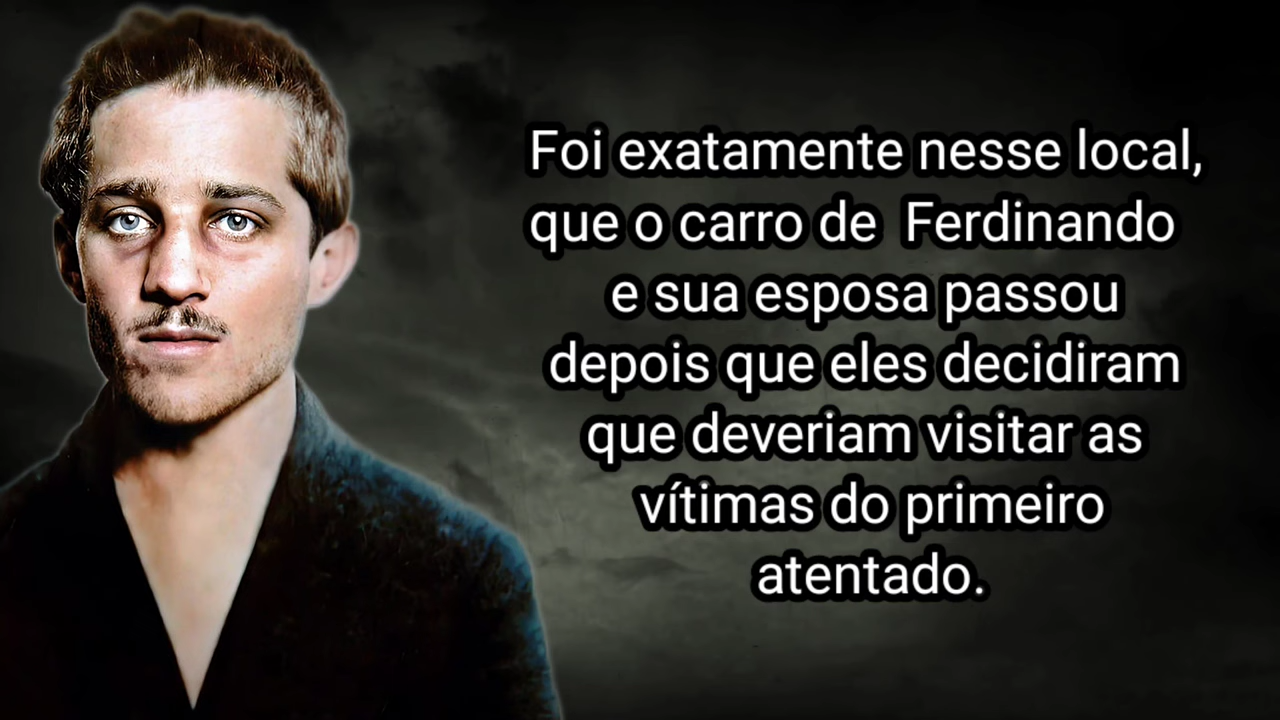 Foi exatamente nesse local,
que o carro de  Ferdinando
e sua esposa passou
depois que eles decidiram
que deveriam visitar as
vítimas do primeiro
atentado.